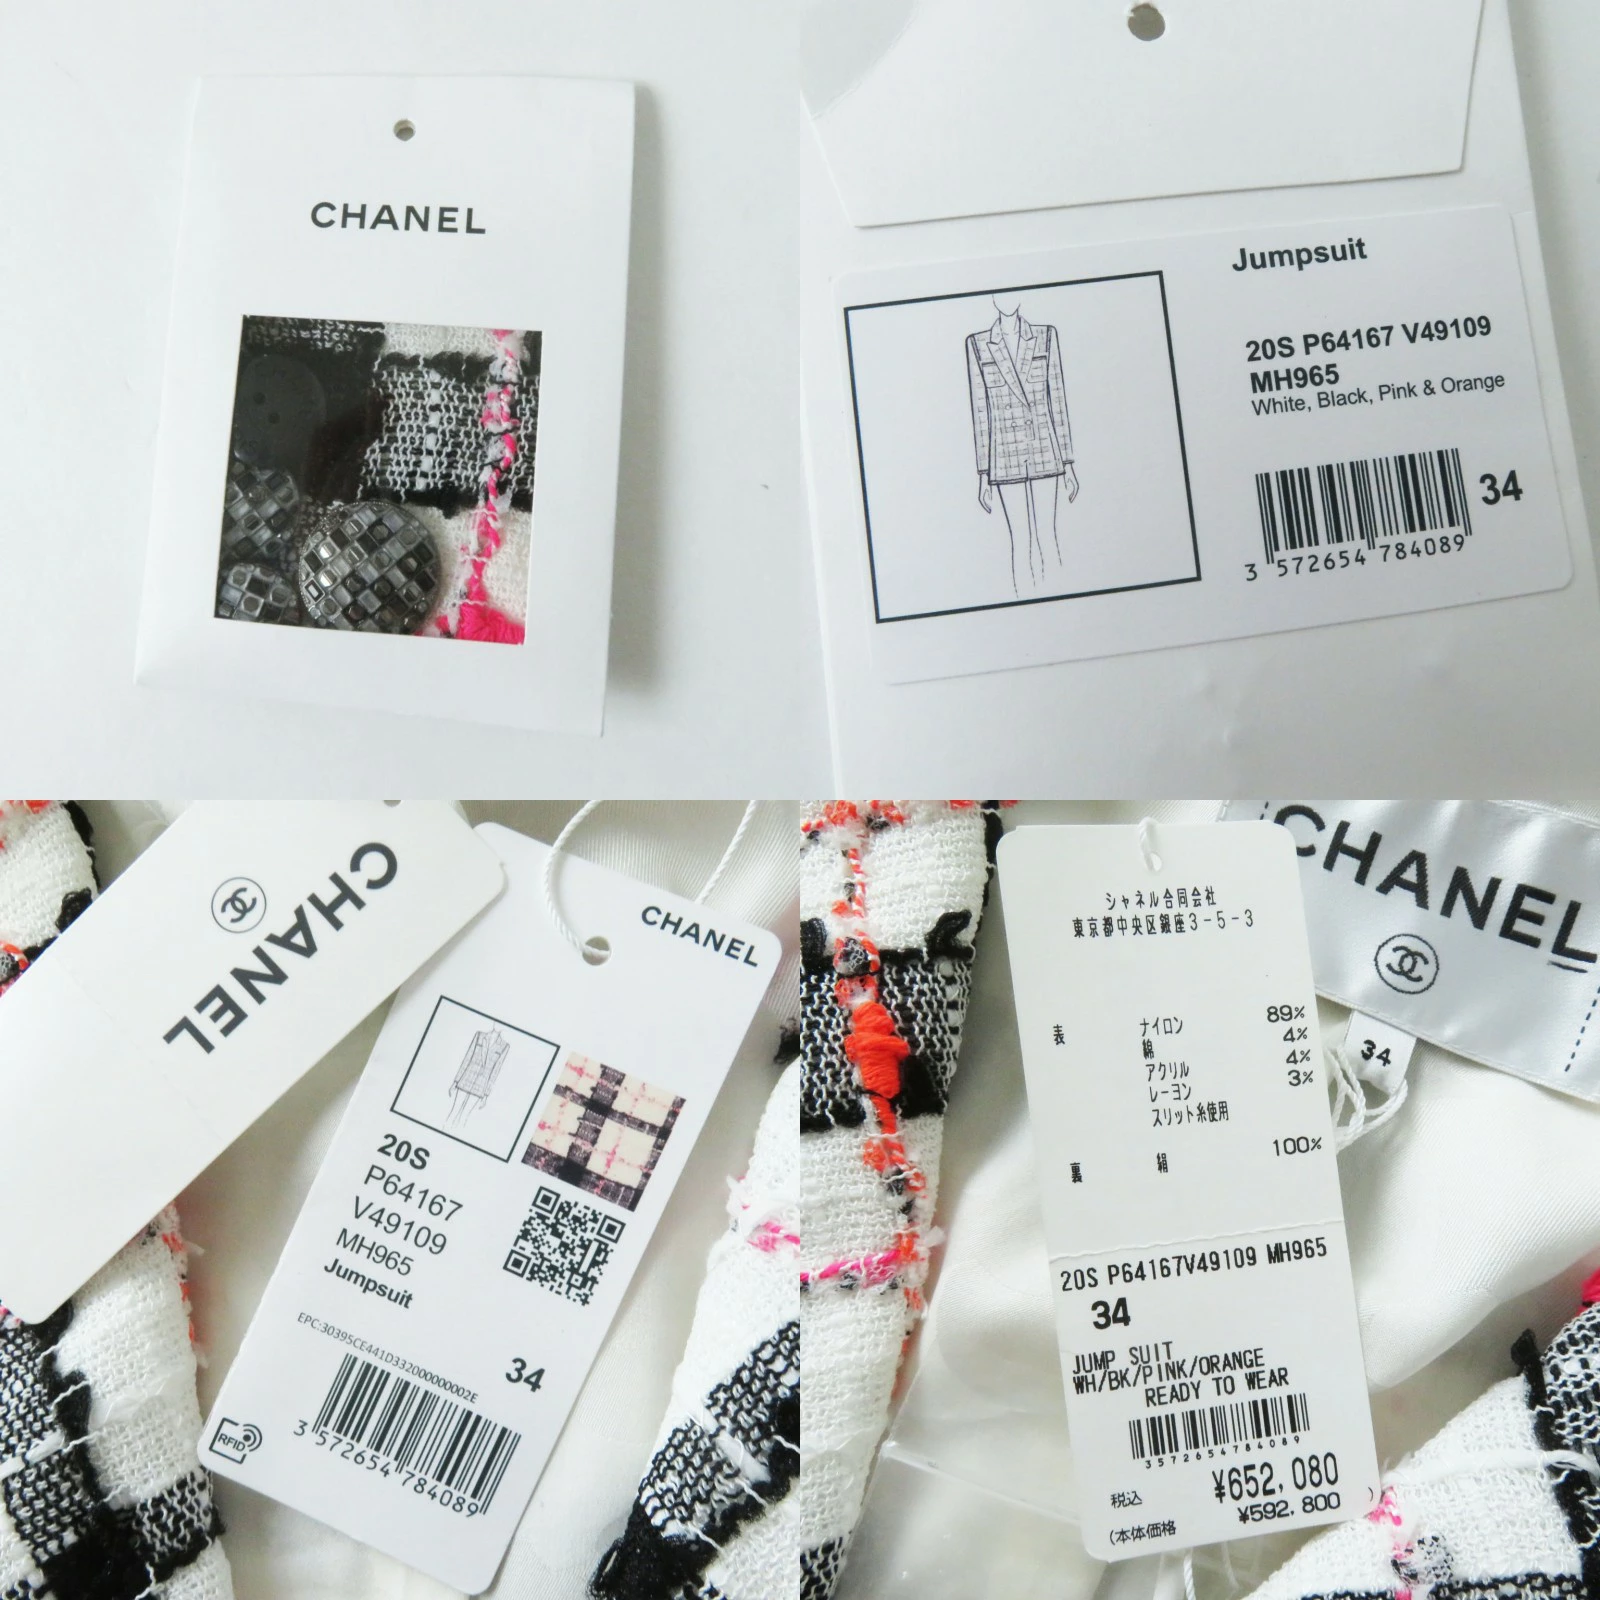 CHANEL
Jumpsuit
20S P64167 V49109
MH965
White, Black, Pink & Orange
34
3 572654 784089
CHANEL
CHANEL
20S
P64167
V49109
MH965
Jumpsuit
EPC:30395CE441D3320000000002E
34
3 572654 784089
RFID
CHANEL
34
シャネル合同会社
東京都中央区銀座3-5-3
表 ナイロン 89%
綿 4%
アクリル 4%
レーヨン 3%
スリット糸使用
裏 絹 100%
20S P64167V49109 MH965
34
JUMP SUIT
WH/BK/PINK/ORANGE
READY TO WEAR
3572654784089
税込 ¥652,080
(本体価格 ¥592,800)